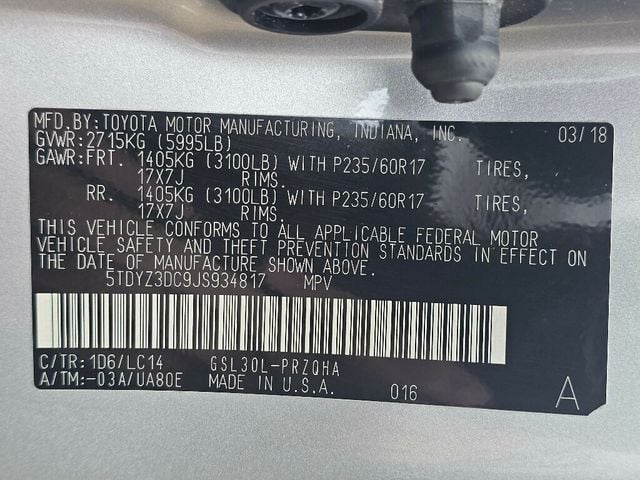 MFD.BY:TOYOTA MOTOR MANUFACTURING, INDIANA, INC. 03/18
GVWR:2715KG (5995LB)
GAWR:FRT. 1405KG (3100LB) WITH P235/60R17 TIRES,
17X7J RIMS.
RR. 1405KG (3100LB) WITH P235/60R17 TIRES,
17X7J RIMS.
THIS VEHICLE CONFORMS TO ALL APPLICABLE FEDERAL MOTOR
VEHICLE SAFETY AND THEFT PREVENTION STANDARDS IN EFFECT ON
THE DATE OF MANUFACTURE SHOWN ABOVE.
5TDYZ3DC9JS934817 MPV
C/TR:1D6/LC14 GSL30L-PRZQHA
A/TM:-03A/UA80E MADE IN U.S.A. 016 A